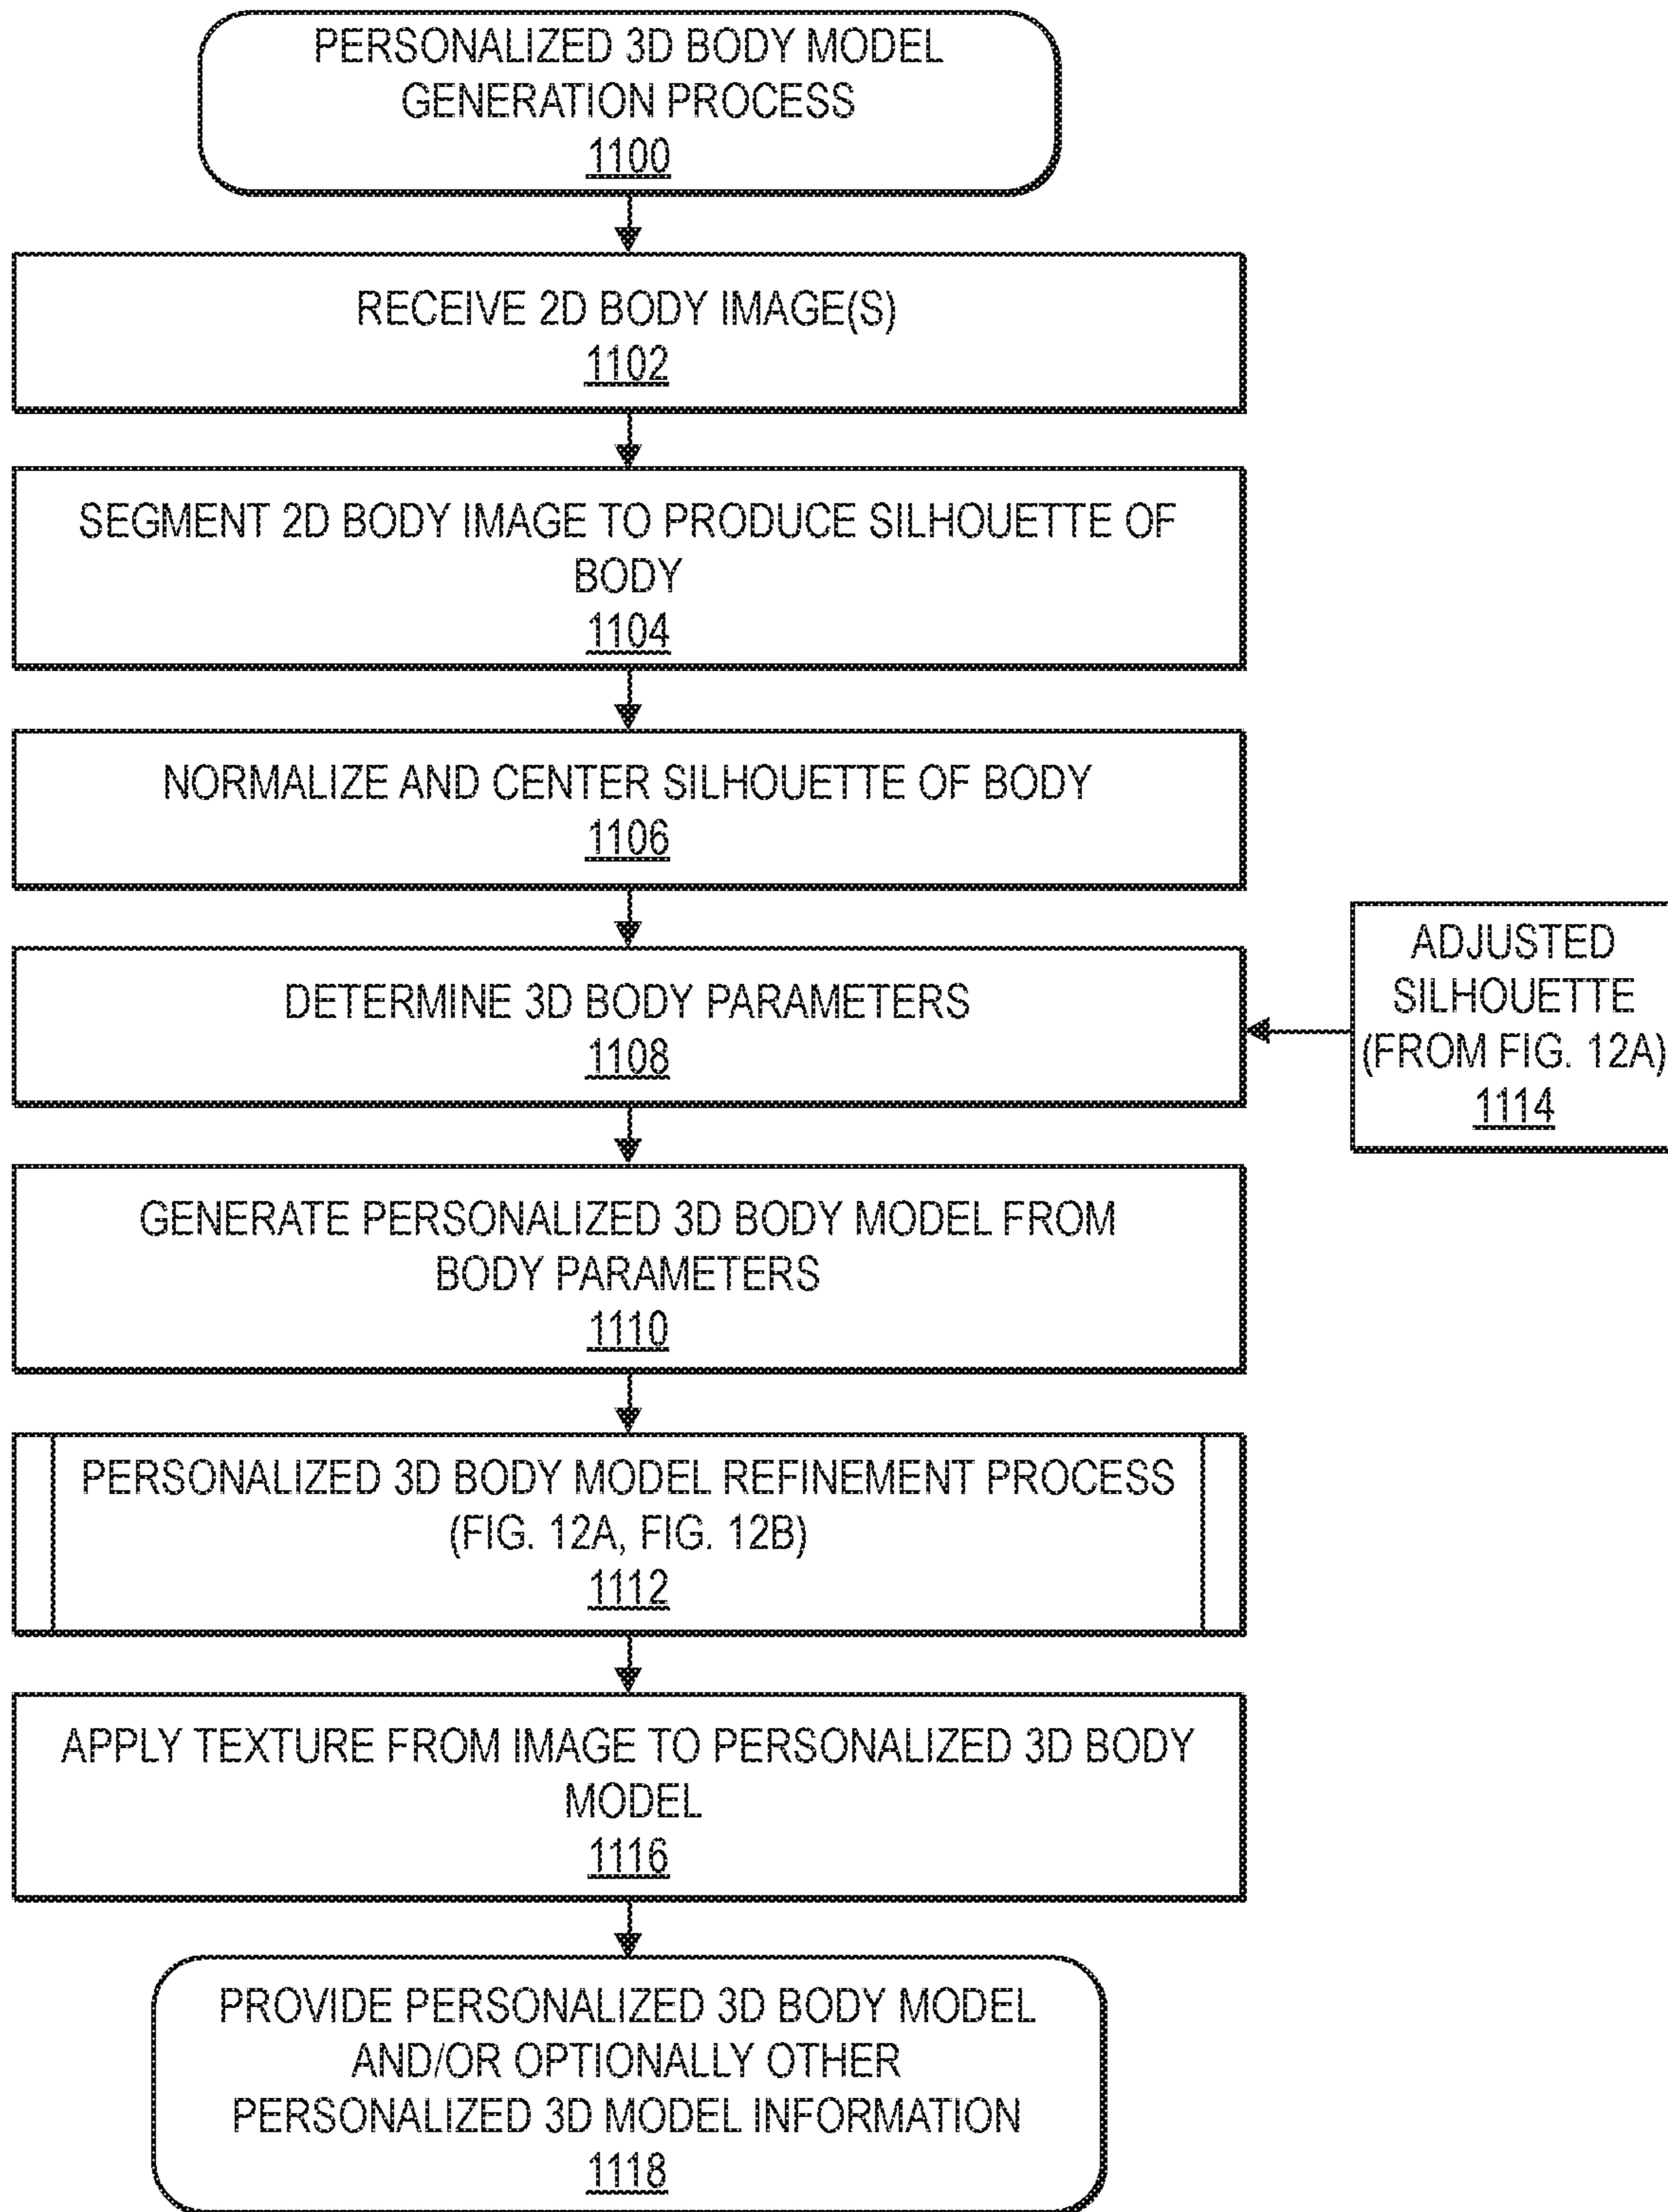 PERSONALIZED 3D BODY MODEL
GENERATION PROCESS
1100
RECEIVE 2D BODY IMAGE(S)
1102
SEGMENT 2D BODY IMAGE TO PRODUCE SILHOUETTE OF
BODY
1104
NORMALIZE AND CENTER SILHOUETTE OF BODY
1106
DETERMINE 3D BODY PARAMETERS
1108
ADJUSTED
SILHOUETTE
(FROM FIG. 12A)
1114
GENERATE PERSONALIZED 3D BODY MODEL FROM
BODY PARAMETERS
1110
PERSONALIZED 3D BODY MODEL REFINEMENT PROCESS
(FIG. 12A, FIG. 12B)
1112
APPLY TEXTURE FROM IMAGE TO PERSONALIZED 3D BODY
MODEL
1116
PROVIDE PERSONALIZED 3D BODY MODEL
AND/OR OPTIONALLY OTHER
PERSONALIZED 3D MODEL INFORMATION
1118